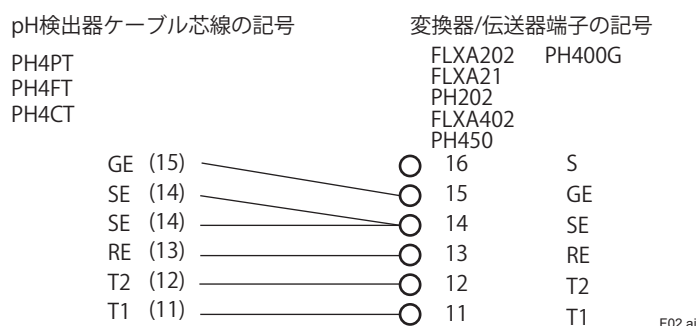 pH検出器ケーブル芯線の記号 変換器/伝送器端子の記号
PH4PT
PH4FT
PH4CT
FLXA202 PH400G
FLXA21
PH202
FLXA402
PH450
GE (15) 16 S
SE (14) 15 GE
SE (14) 14 SE
RE (13) 13 RE
T2 (12) 12 T2
T1 (11) 11 T1
F02.ai